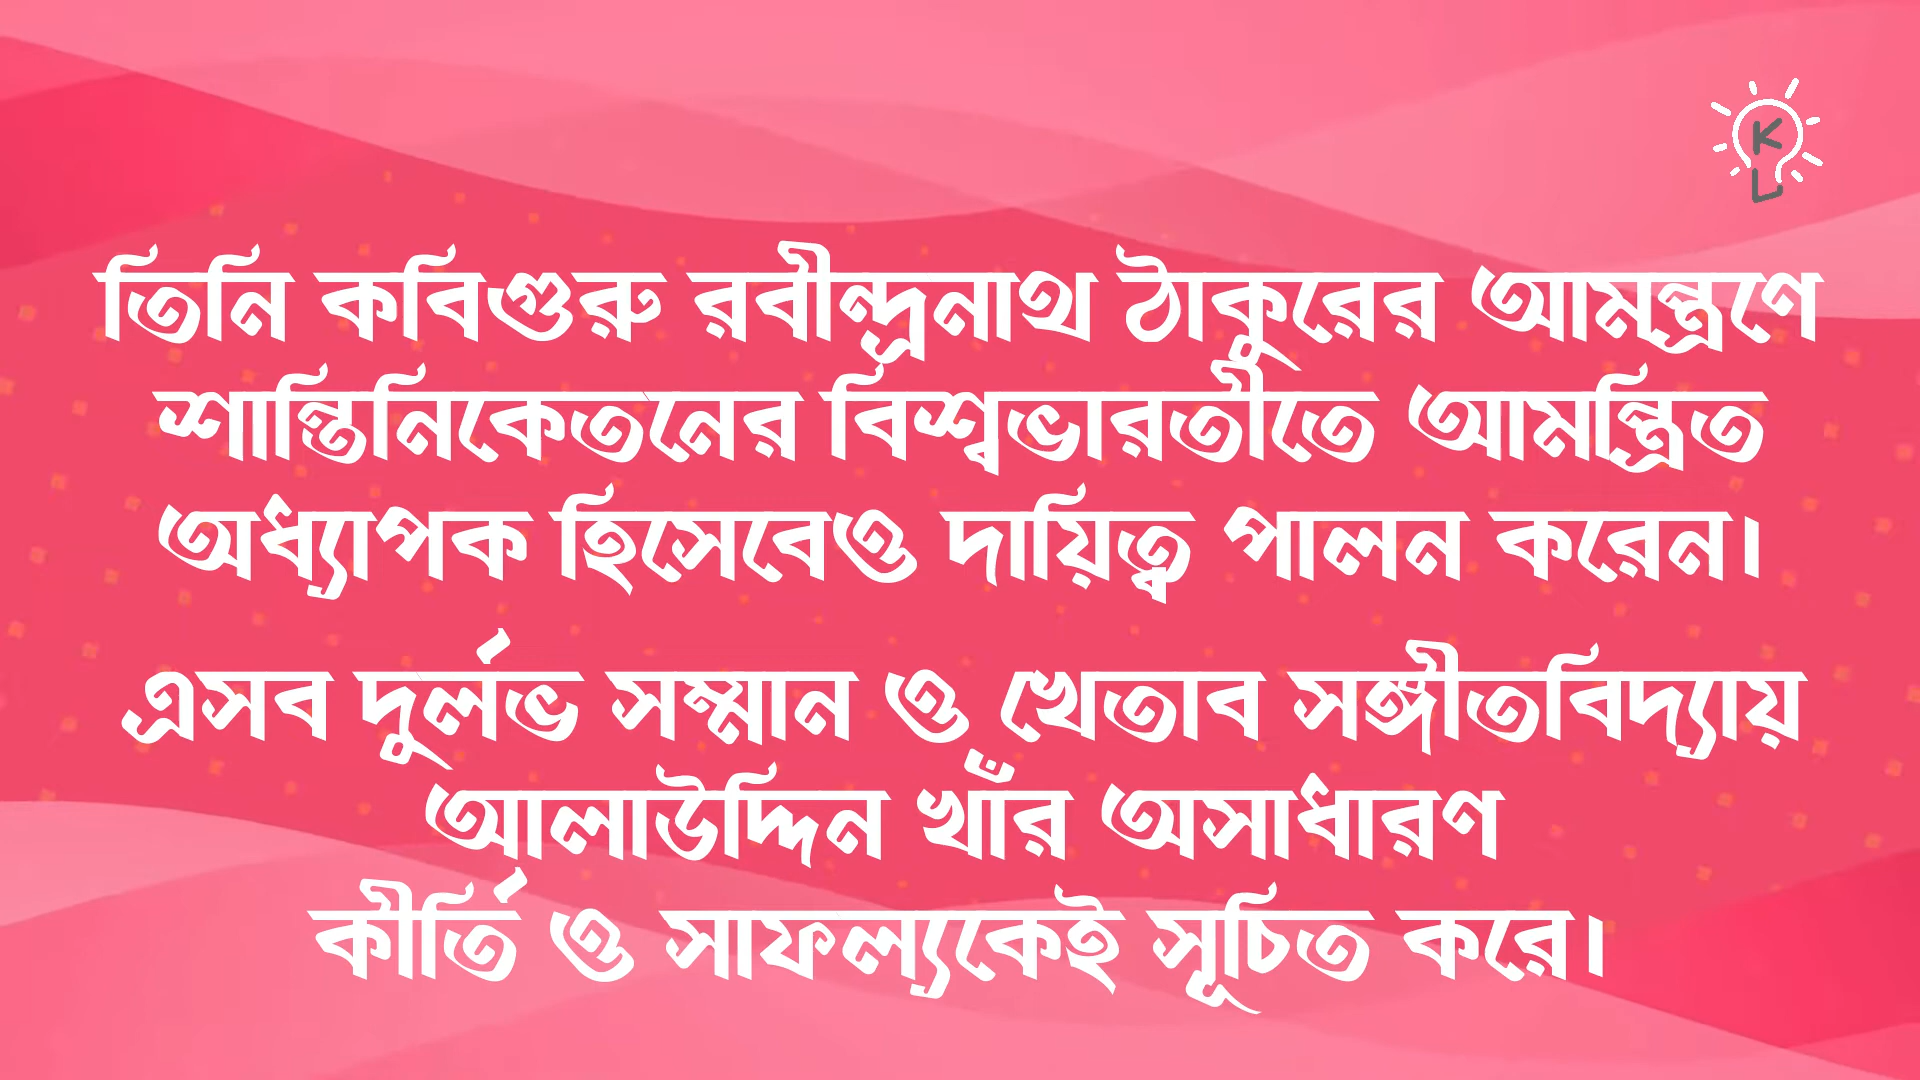 K
L
তিনি কবিগুরু রবীন্দ্রনাথ ঠাকুরের আমন্ত্রণে
শান্তিনিকেতনের বিশ্বভারতীতে আমন্ত্রিত
অধ্যাপক হিসেবেও দায়িত্ব পালন করেন।
এসব দুর্লভ সম্মান ও খেতাব সঙ্গীতবিদ্যায়
আলাউদ্দিন খাঁর অসাধারণ
কীর্তি ও সাফল্যকেই সূচিত করে।